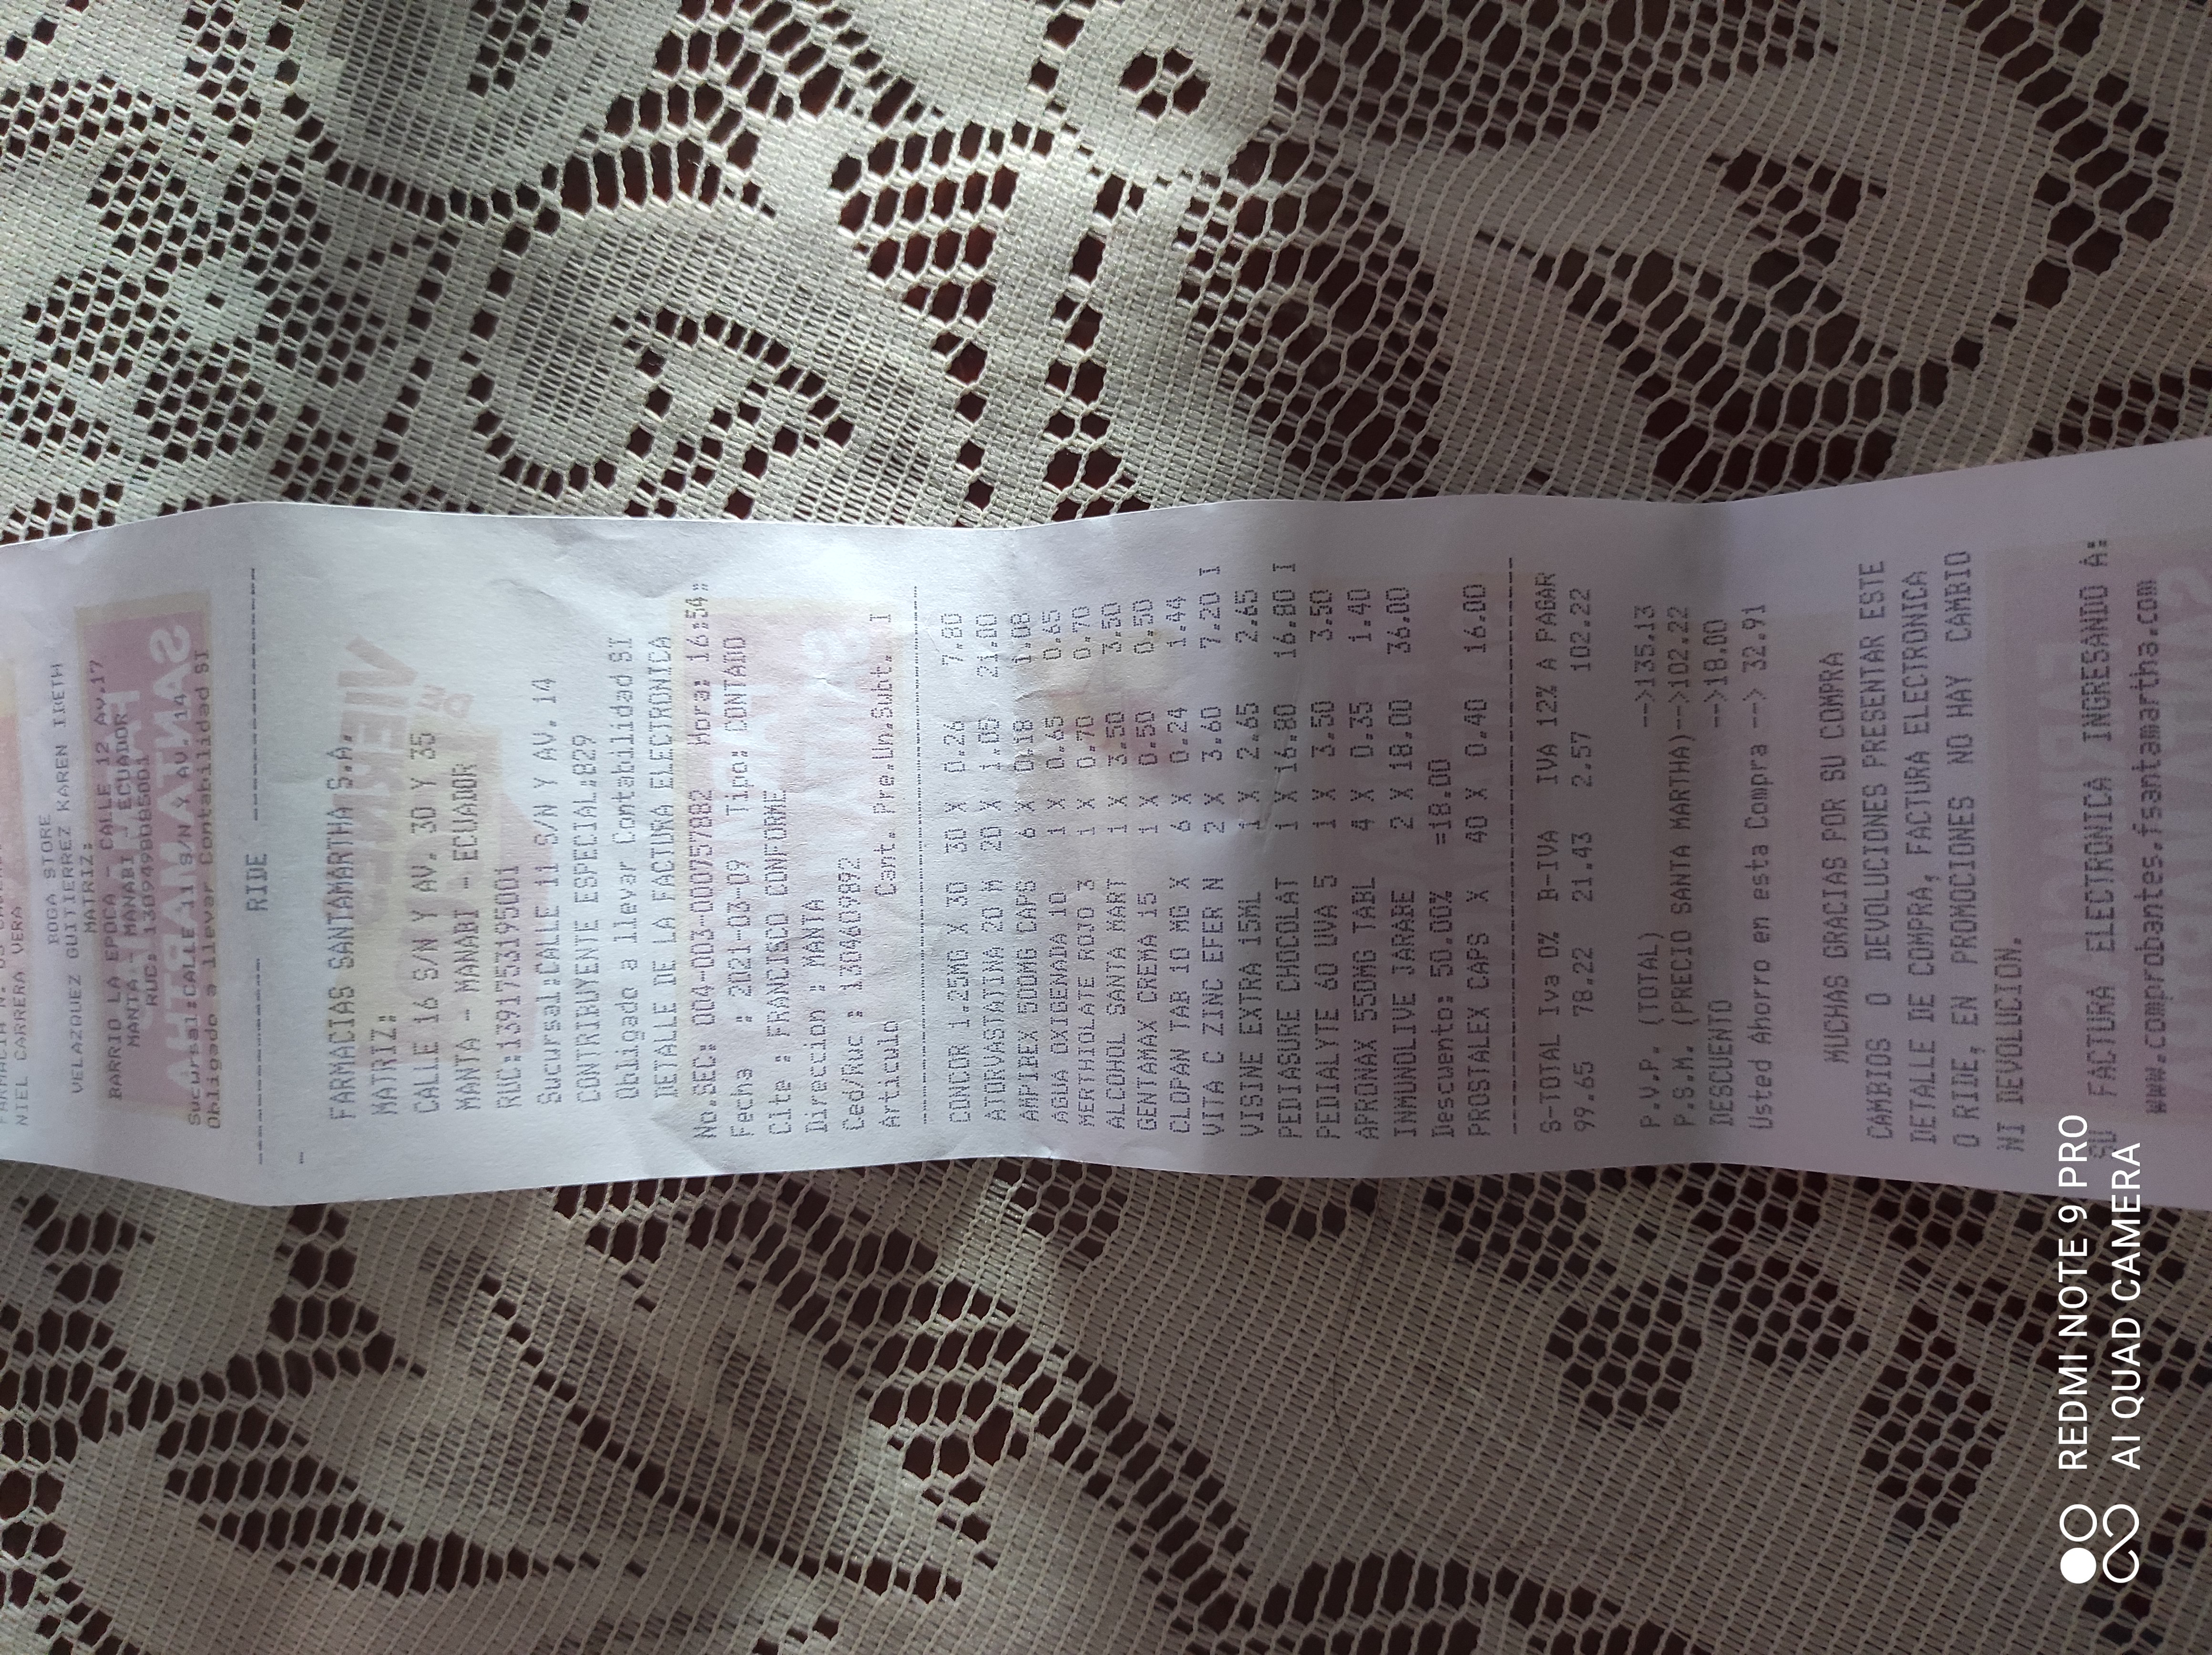 NIEL CARRERA VERA
BOGA STORE
VELAZQUEZ GUITIERREZ KAREN IBETH
MATRIZ:
BARRIO LA EPOCA - CALLE 12 Av.17
MANTA - MANABI - ECUADOR
RUC: 1309498085001
Sucursal:CALLE 11 S/N Y AV. 14
Obligado a llevar Contabilidad SI
-------------- RIDE -----------------
-
FARMACIAS SANTAMARTHA S.A.
MATRIZ:
CALLE 16 S/N Y AV. 30 Y 35
MANTA - MANABI - ECUADOR
RUC:1391753195001
Sucursal:CALLE 11 S/N Y AV. 14
CONTRIBUYENTE ESPECIAL:829
Obligado a llevar Contabilidad SI
DETALLE DE LA FACTURA ELECTRONICA
No.SEC: 004-003-000757882 Hora: 16:54:
Fecha : 2021-03-09 Tipo: CONTADO
Clte : FRANCISCO CONFORME
Direccion : MANTA
Ced/Ruc : 1304609892
Articulo Cant. Pre.Un.Subt. I
CONCOR 1.25MG X 30 30 X 0.26 7.80
ATORVASTATINA 20 M 20 X 1.05 21.00
AMPIBEX 500MG CAPS 6 X 0.18 1.08
AGUA OXIGENADA 10 1 X 0.65 0.65
MERTHIOLATE ROJO 3 1 X 0.70 0.70
ALCOHOL SANTA MART 1 X 3.50 3.50
GENTAMAX CREMA 15 1 X 0.50 0.50
CLOPAN TAB 10 MG X 6 X 0.24 1.44
VITA C ZINC EFER N 2 X 3.60 7.20 I
VISINE EXTRA 15ML 1 X 2.65 2.65
PEDIASURE CHOCOLAT 1 X 16.80 16.80 I
PEDIALYTE 60 UVA 5 1 X 3.50 3.50
APRONAX 550MG TABL 4 X 0.35 1.40
INMUNOLIVE JARABE 2 X 18.00 36.00
Descuento: 50.00% =18.00
PROSTALEX CAPS X 40 X 0.40 16.00
S-TOTAL Iva 0% B-IVA IVA 12% A PAGAR
99.65 78.22 21.43 2.57 102.22
P.V.P. (TOTAL) -->135.13
P.S.M. (PRECIO SANTA MARTHA)-->102.22
DESCUENTO -->18.00
Usted Ahorro en esta Compra --> 32.91
MUCHAS GRACIAS POR SU COMPRA
CAMBIOS O DEVOLUCIONES PRESENTAR ESTE
DETALLE DE COMPRA, FACTURA ELECTRONICA
O RIDE, EN PROMOCIONES NO HAY CAMBIO
NI DEVOLUCION.
SU FACTURA ELECTRONICA INGRESANDO A:
www.comprobantes.fsantamartha.com
REDMI NOTE 9 PRO
AI QUAD CAMERA